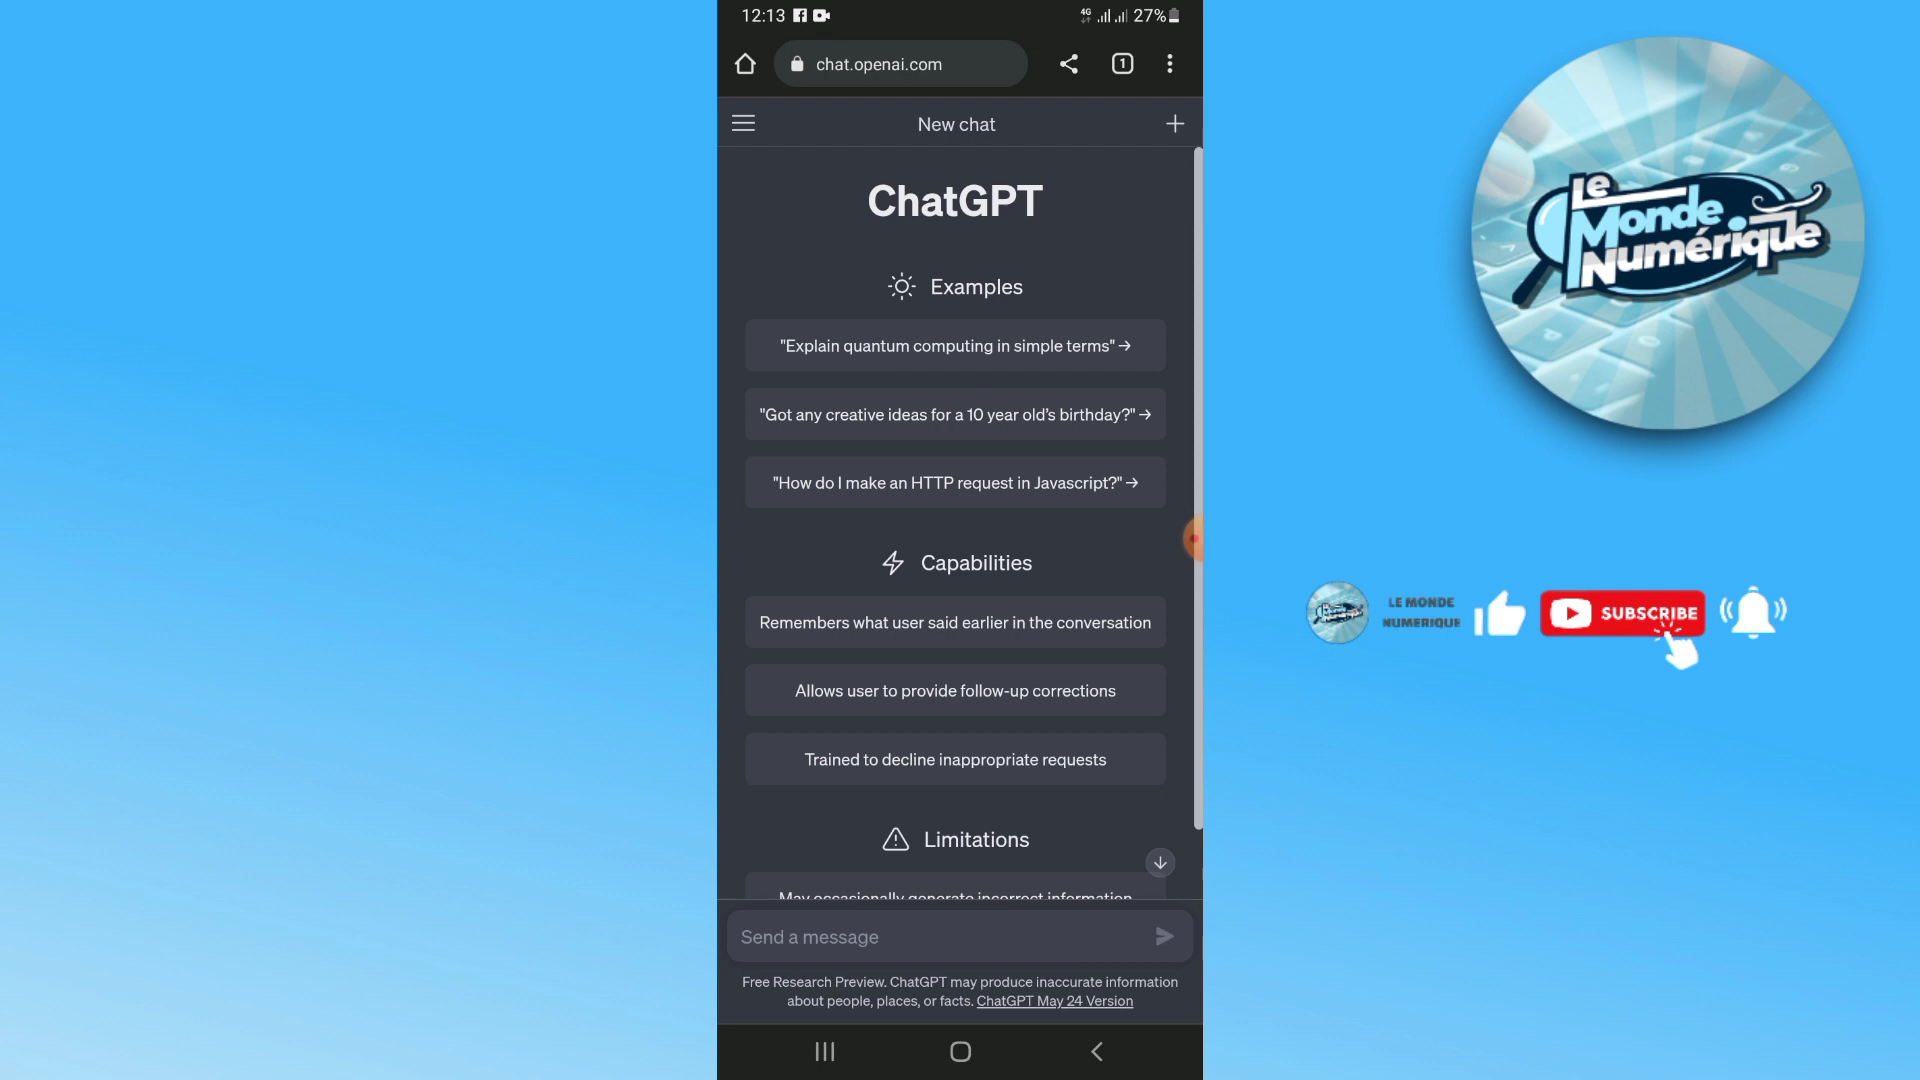 12:13
4G
27%
chat.openai.com
1
New chat
ChatGPT
Examples
"Explain quantum computing in simple terms" →
"Got any creative ideas for a 10 year old's birthday?" →
"How do I make an HTTP request in Javascript?" →
Capabilities
Remembers what user said earlier in the conversation
Allows user to provide follow-up corrections
Trained to decline inappropriate requests
Limitations
May occasionally generate incorrect information
Send a message
Free Research Preview. ChatGPT may produce inaccurate information
about people, places, or facts. ChatGPT May 24 Version
Le
Monde
Numérique
LE MONDE
NUMERIQUE
SUBSCRIBE